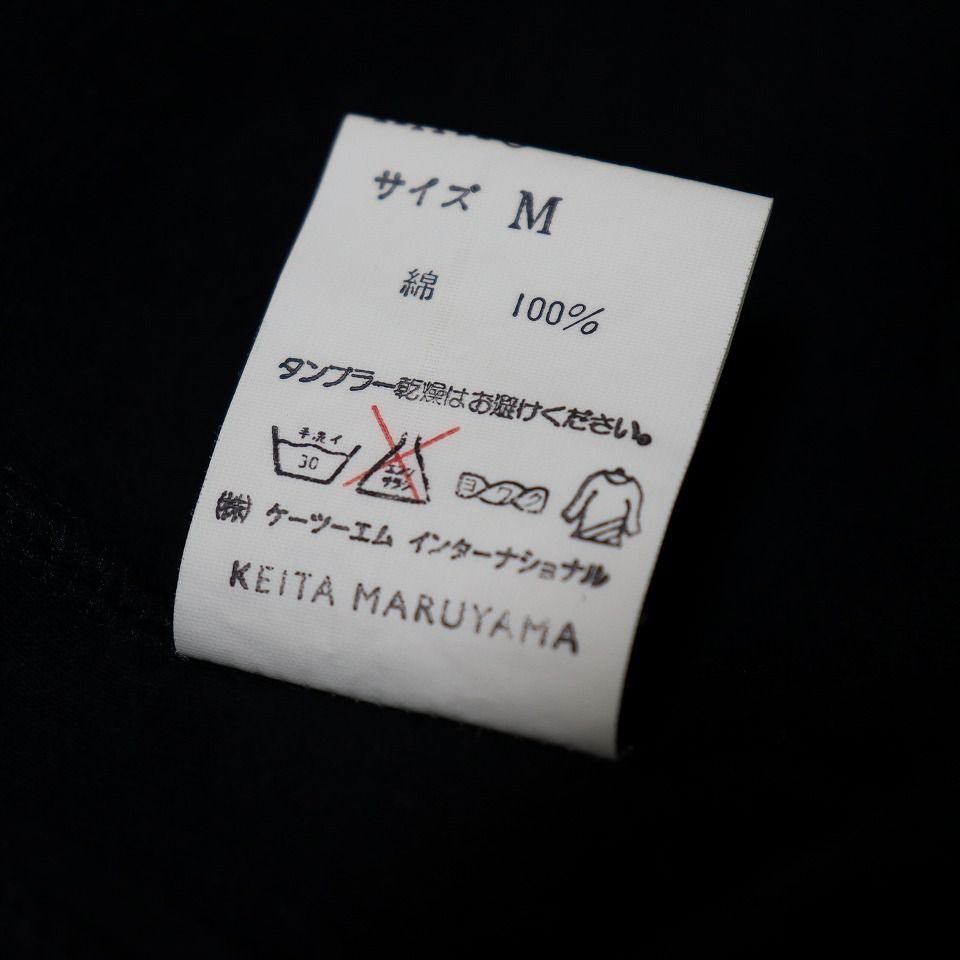 サイズ M
綿 100%
タンブラー乾燥はお避けください。
手洗イ 30 エンソサラシ ヨワク
㈱ ケーツーエム インターナショナル
KEITA MARUYAMA